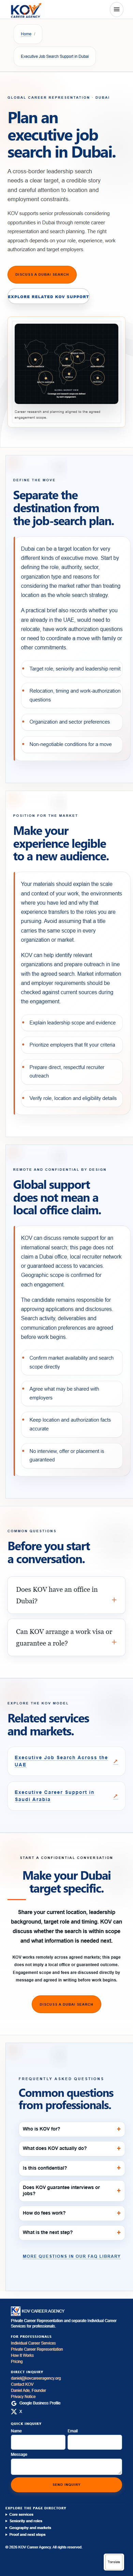 KOV
CAREER AGENCY
Home /
Executive Job Search Support in Dubai
GLOBAL CAREER REPRESENTATION · DUBAI
Plan an
executive job
search in Dubai.
A cross-border leadership search
needs a clear target, a credible story and
an agreed confidentiality scope.
KOV supports senior professionals considering
opportunities in Dubai through remote career
representation and search planning. The right
approach depends on your role, experience, work
authorization and target employers.
DISCUSS A DUBAI SEARCH
EXPLORE RELATED KOV SUPPORT
Career research and planning aligned to the agreed
engagement scope.
DEFINE THE MOVE
Separate the
destination from
the job-search plan.
Dubai can be a target location for very
different kinds of executive move. Start by
defining the role, authority, sector,
organization type and reasons for
considering the market before treating
location as the whole search strategy.
A practical brief also records whether you
already in the UAE, would need to
relocate, have work authorization questions
or need to coordinate a move with family or
other commitments.
Target role, seniority and leadership remit
Relocation, timing and work-authorization
questions
Organization and sector preferences
Non-negotiable conditions for a move
POSITION FOR THE MARKET
Make your
experience legible
to a new audience.
Your materials should explain the scale
and context of your work, the environments
you have led and why that
experience transfers to the roles you are
pursuing. Avoid assuming that a title
carries the same scope in every
organization or market.
KOV can help identify relevant
organizations and prepare outreach in line
with the agreed search. Market information
and employer requirements should be
checked against current sources during
the engagement.
Explain leadership scope and evidence
Prioritize employers that fit your criteria
Prepare direct, respectful recruiter
outreach
Verify role, location and eligibility details
REMOTE AND CONFIDENTIAL BY DESIGN
Global support
does not mean a
local office claim.
KOV can discuss remote support for an
international search; this page does not
claim a Dubai office, local recruiter network
or guaranteed access to vacancies.
Geographic scope is confirmed for
each engagement.
The candidate remains responsible for
approving applications and disclosures.
Search activity, deliverables and
communication preferences are agreed
before work begins.
Confirm market availability and search
scope directly
Agree what may be shared with
employers
Keep location and authorization facts
accurate
No interview, offer or placement is
guaranteed
COMMON QUESTIONS
Before you start
a conversation.
Does KOV have an office in
Dubai? +
Can KOV arrange a work visa or
guarantee a role? +
EXPLORE THE KOV MODEL
Related services
and markets.
Executive Job Search Across the
UAE ↗
Executive Career Support in
Saudi Arabia ↗
START A CONFIDENTIAL CONVERSATION
Make your Dubai
target specific.
Share your current location, leadership
background, target role and timing. KOV can
discuss whether the search is within scope
and what information is needed next.
KOV works remotely across agreed markets; this page
does not imply a local office or guaranteed outcome.
Engagement scope and fees are discussed directly by
message and agreed in writing before work begins.
DISCUSS A DUBAI SEARCH
FREQUENTLY ASKED QUESTIONS
Common questions
from professionals.
Who is KOV for? +
What does KOV actually do? +
Is this confidential? +
Does KOV guarantee interviews or
jobs? +
How do fees work? +
What is the next step? +
MORE QUESTIONS IN OUR FAQ LIBRARY
KOV CAREER AGENCY
Private Career Representation and separate Individual Career
Services for professionals.
FOR PROFESSIONALS
Individual Career Services
Private Career Representation
How It Works
Pricing
DIRECT INQUIRY
daniel@kovcareeragency.org
Contact KOV
Daniel Adio, Founder
Privacy Notice
Google Business Profile
X
QUICK INQUIRY
Name
Email
Message
SEND INQUIRY
EXPLORE THE PAGE DIRECTORY
Core services
Seniority and roles
Geography and markets
Proof and next steps
© 2026 KOV Career Agency. All rights reserved.
Translate